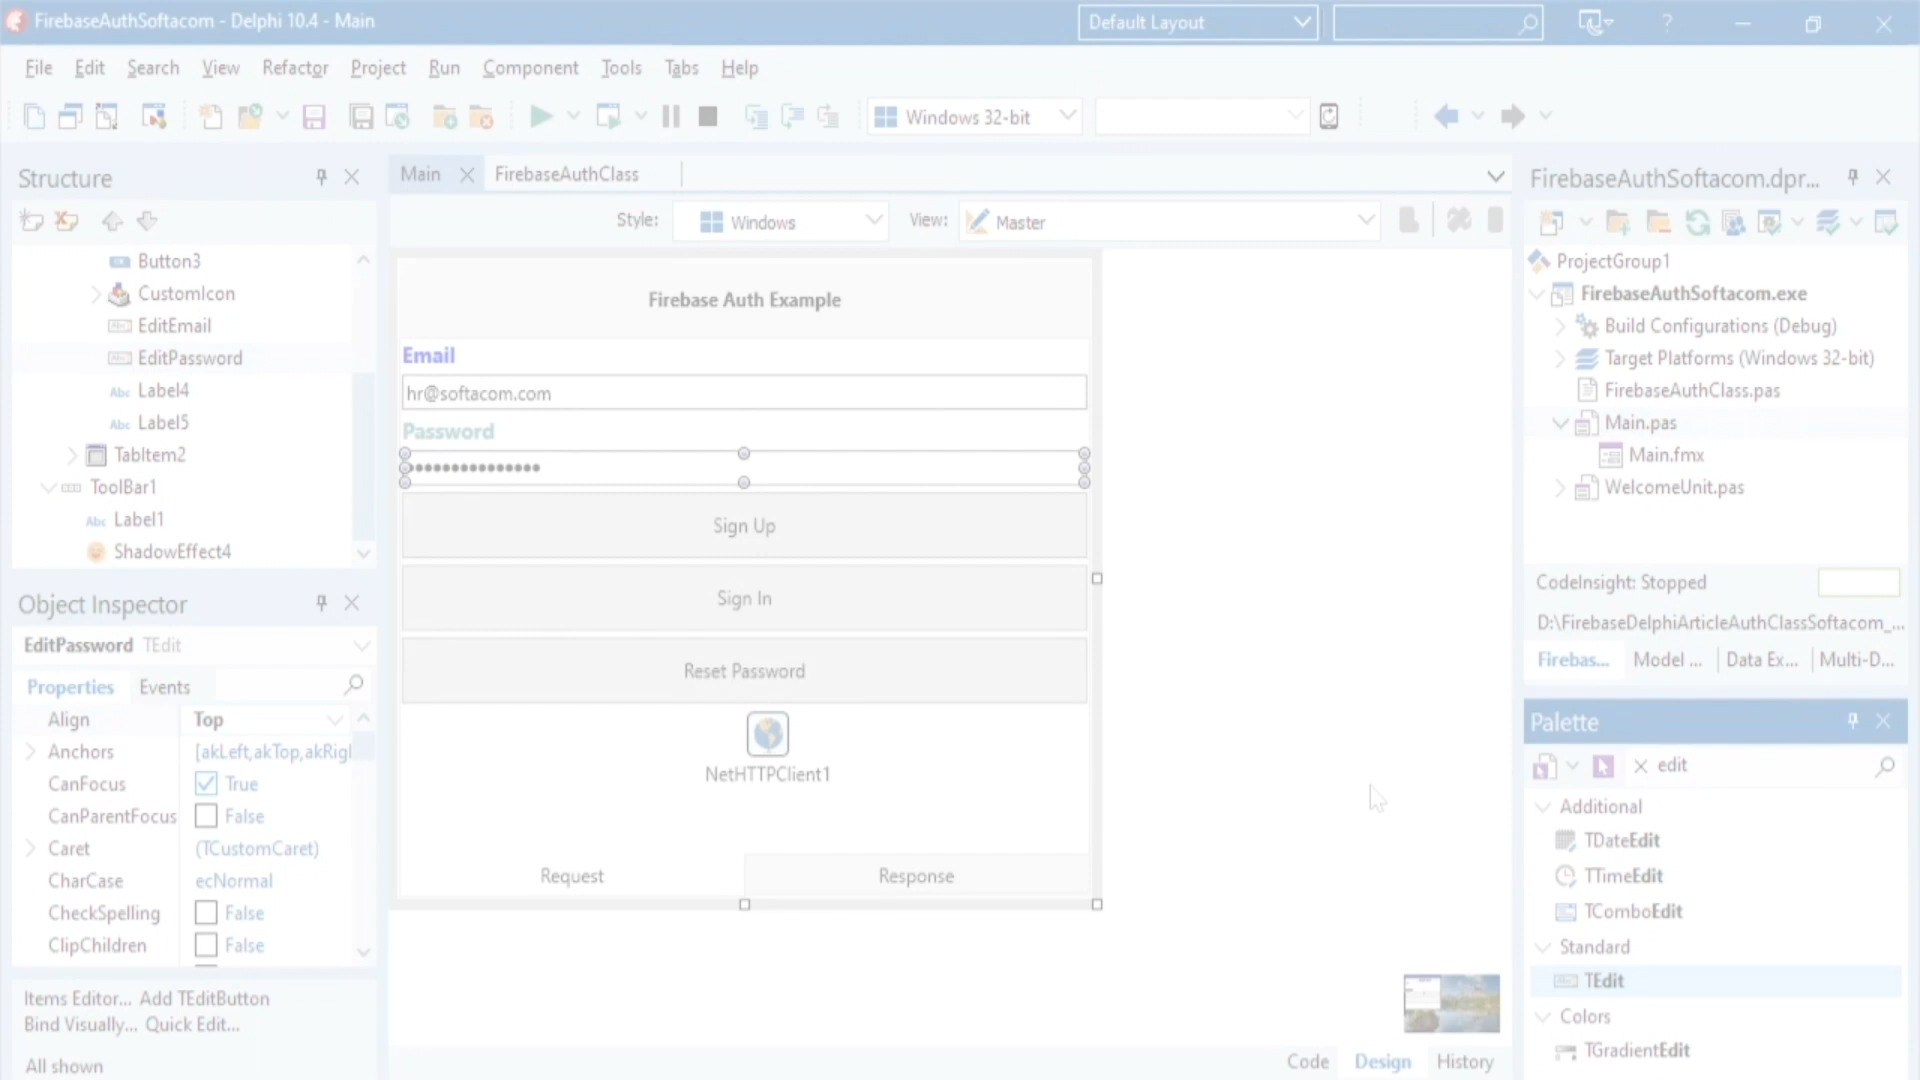 FirebaseAuthSoftacom - Delphi 10.4 - Main
Default Layout
?
File Edit Search View Refactor Project Run Component Tools Tabs Help
Windows 32-bit
Structure
Button3
CustomIcon
EditEmail
EditPassword
Abc Label4
Abc Label5
TabItem2
ToolBar1
Abc Label1
ShadowEffect4
Object Inspector
EditPassword TEdit
Properties Events
Align Top
Anchors [akLeft,akTop,akRigl
CanFocus True
CanParentFocus False
Caret (TCustomCaret)
CharCase ecNormal
CheckSpelling False
ClipChildren False
Items Editor... Add TEditButton
Bind Visually... Quick Edit...
All shown
Main FirebaseAuthClass
Style: Windows View: Master
Firebase Auth Example
Email
hr@softacom.com
Password
Sign Up
Sign In
Reset Password
NetHTTPClient1
Request Response
Code Design History
FirebaseAuthSoftacom.dpr...
ProjectGroup1
FirebaseAuthSoftacom.exe
Build Configurations (Debug)
Target Platforms (Windows 32-bit)
FirebaseAuthClass.pas
Main.pas
Main.fmx
WelcomeUnit.pas
CodeInsight: Stopped
D:\FirebaseDelphiArticleAuthClassSoftacom_...
Firebas... Model ... Data Ex... Multi-D...
Palette
edit
Additional
TDateEdit
TTimeEdit
TComboEdit
Standard
TEdit
Colors
TGradientEdit